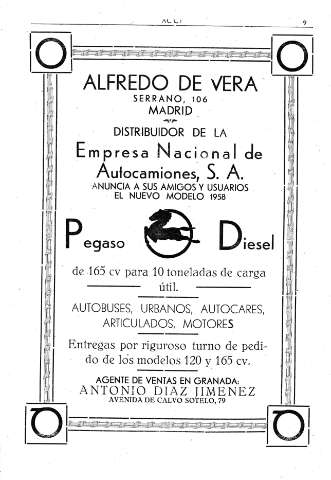 9
ALFREDO DE VERA
SERRANO, 106
MADRID
DISTRIBUIDOR DE LA
Empresa Nacional de
Autocamiones, S. A.
ANUNCIA A SUS AMIGOS Y USUARIOS
EL NUEVO MODELO 1958
Pegaso Diesel
de 165 cv para 10 toneladas de carga
útil.
AUTOBUSES, URBANOS, AUTOCARES,
ARTICULADOS, MOTORES
Entregas por riguroso turno de pedi-
do de los modelos 120 y 165 cv.
AGENTE DE VENTAS EN GRANADA:
ANTONIO DIAZ JIMENEZ
AVENIDA DE CALVO SOTELO, 79